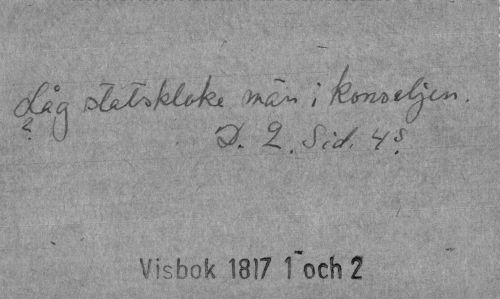 Låg statskloke män i konseljen.
?
D. 2. Sid. 45.
Visbok 1817 1 och 2